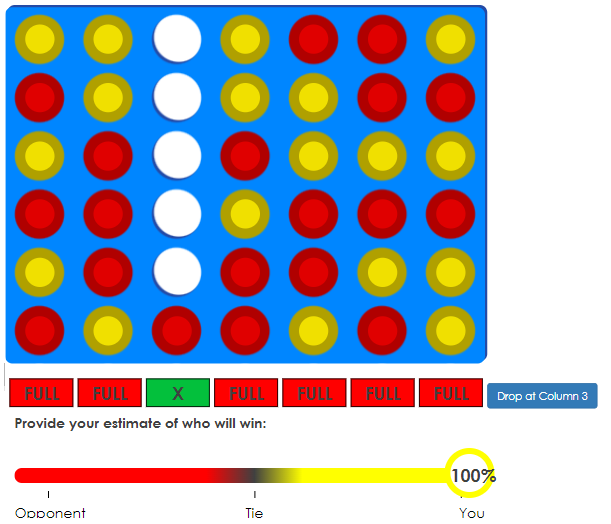 FULL FULL X FULL FULL FULL FULL Drop at Column 3
Provide your estimate of who will win:
100%
Opponent Tie You